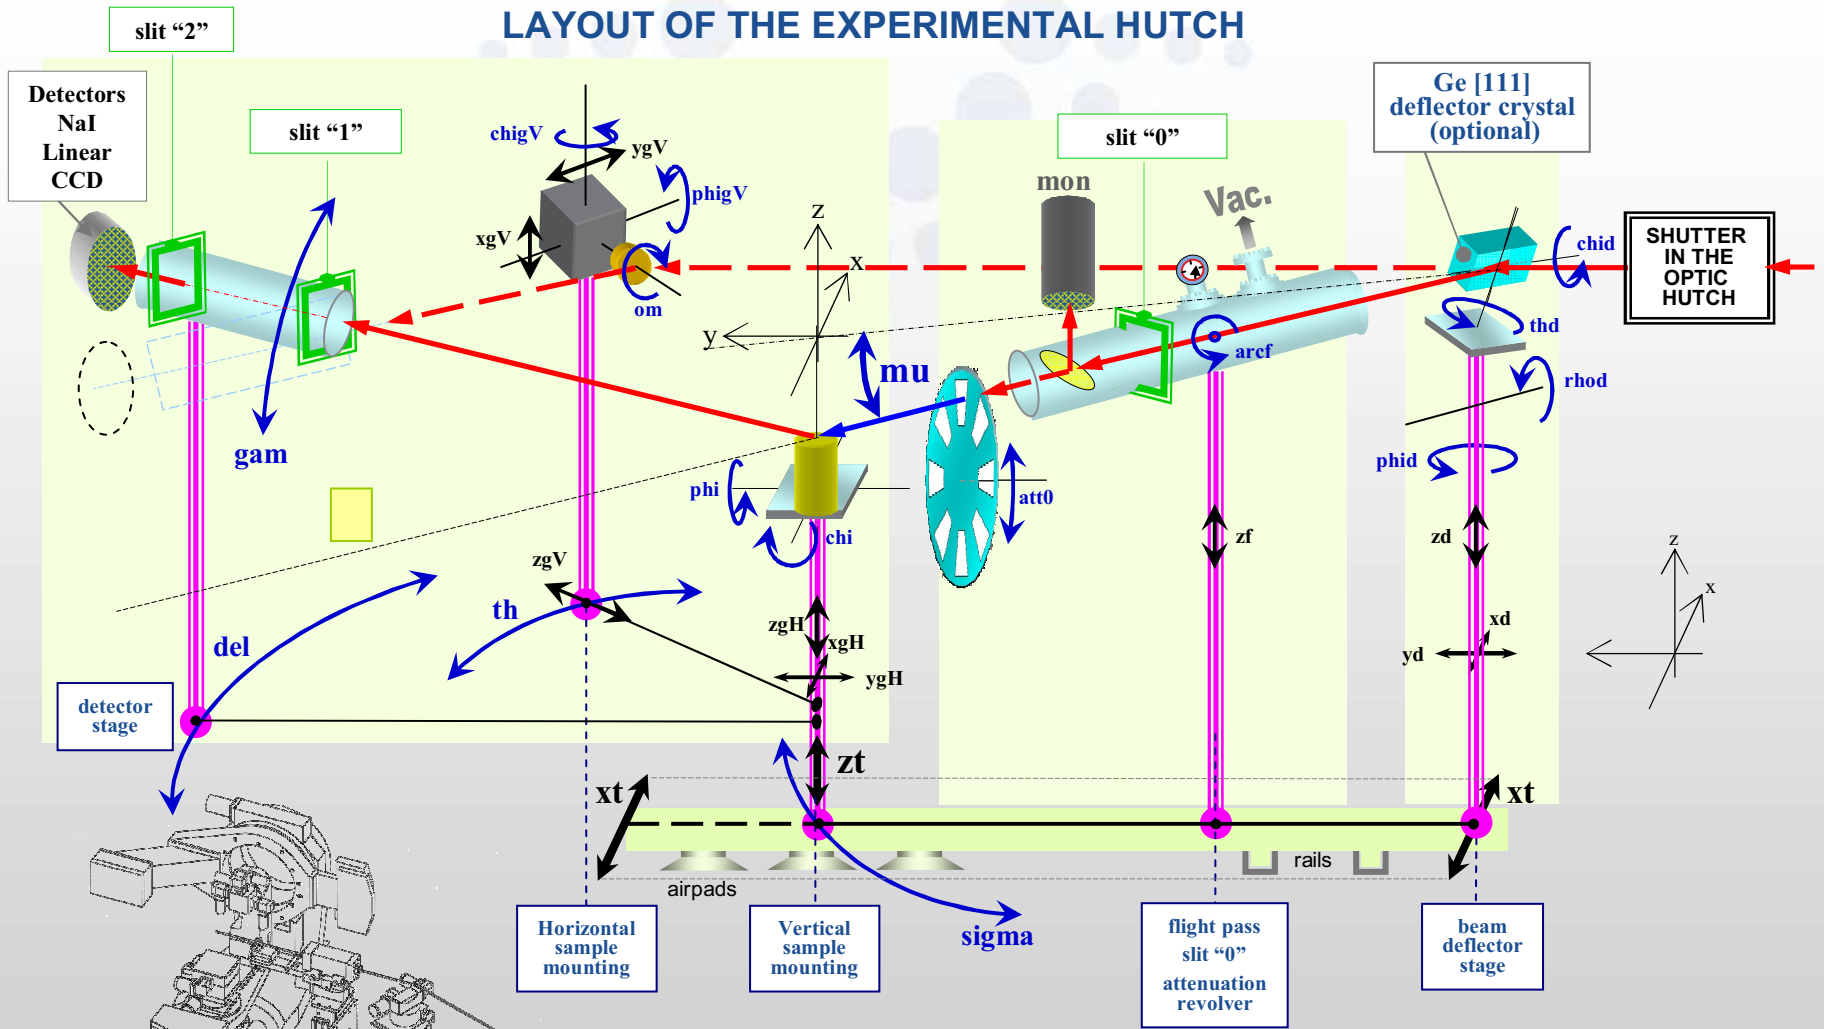 LAYOUT OF THE EXPERIMENTAL HUTCH
slit “2”
Detectors
NaI
Linear
CCD
slit “1”
chigV
ygV
phigV
xgV
om
z
x
y
mon
slit “0”
Vac.
Ge [111]
deflector crystal
(optional)
chid
SHUTTER
IN THE
OPTIC
HUTCH
thd
arcf
rhod
mu
gam
phi
chi
att0
phid
zf
zd
z
x
zgV
th
del
zgH
xgH
ygH
xd
yd
detector
stage
zt
xt
xt
airpads
rails
sigma
Horizontal
sample
mounting
Vertical
sample
mounting
flight pass
slit “0”
attenuation
revolver
beam
deflector
stage